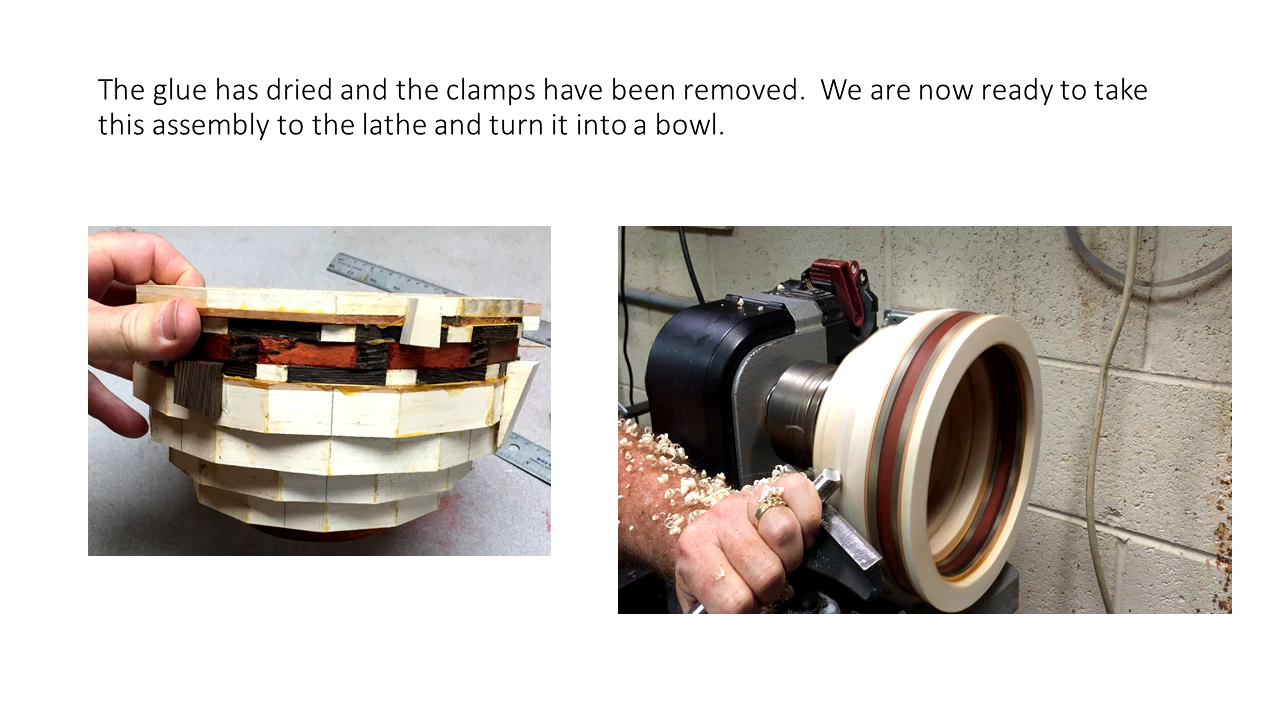 The glue has dried and the clamps have been removed.  We are now ready to take
this assembly to the lathe and turn it into a bowl.